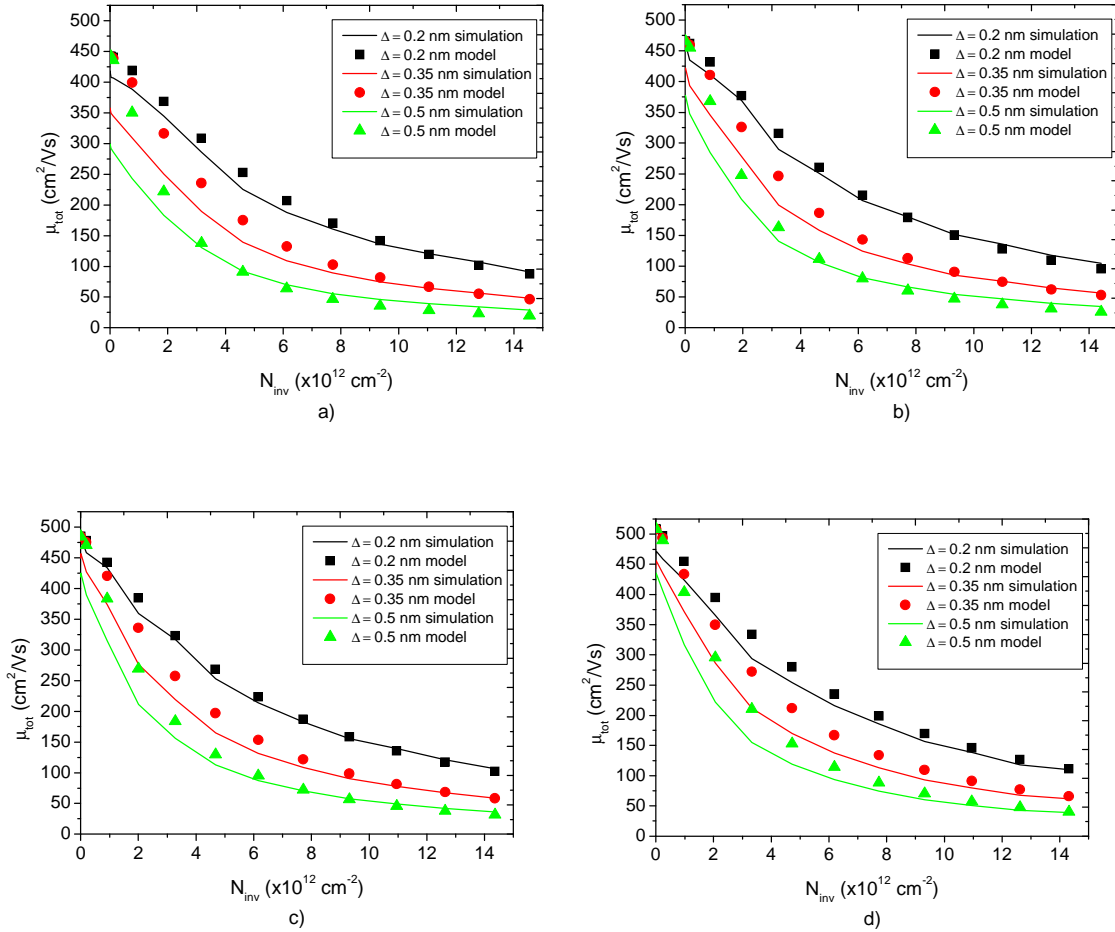 500
450
400
350
300
250
200
150
100
50
0
μtot (cm²/Vs)
0 2 4 6 8 10 12 14
Ninv (x10¹² cm⁻²)
Δ = 0.2 nm simulation
Δ = 0.2 nm model
Δ = 0.35 nm simulation
Δ = 0.35 nm model
Δ = 0.5 nm simulation
Δ = 0.5 nm model
a)
500
450
400
350
300
250
200
150
100
50
0
μtot (cm²/Vs)
0 2 4 6 8 10 12 14
Ninv (x10¹² cm⁻²)
Δ = 0.2 nm simulation
Δ = 0.2 nm model
Δ = 0.35 nm simulation
Δ = 0.35 nm model
Δ = 0.5 nm simulation
Δ = 0.5 nm model
b)
500
450
400
350
300
250
200
150
100
50
0
μtot (cm²/Vs)
0 2 4 6 8 10 12 14
Ninv (x10¹² cm⁻²)
Δ = 0.2 nm simulation
Δ = 0.2 nm model
Δ = 0.35 nm simulation
Δ = 0.35 nm model
Δ = 0.5 nm simulation
Δ = 0.5 nm model
c)
500
450
400
350
300
250
200
150
100
50
0
μtot (cm²/Vs)
0 2 4 6 8 10 12 14
Ninv (x10¹² cm⁻²)
Δ = 0.2 nm simulation
Δ = 0.2 nm model
Δ = 0.35 nm simulation
Δ = 0.35 nm model
Δ = 0.5 nm simulation
Δ = 0.5 nm model
d)